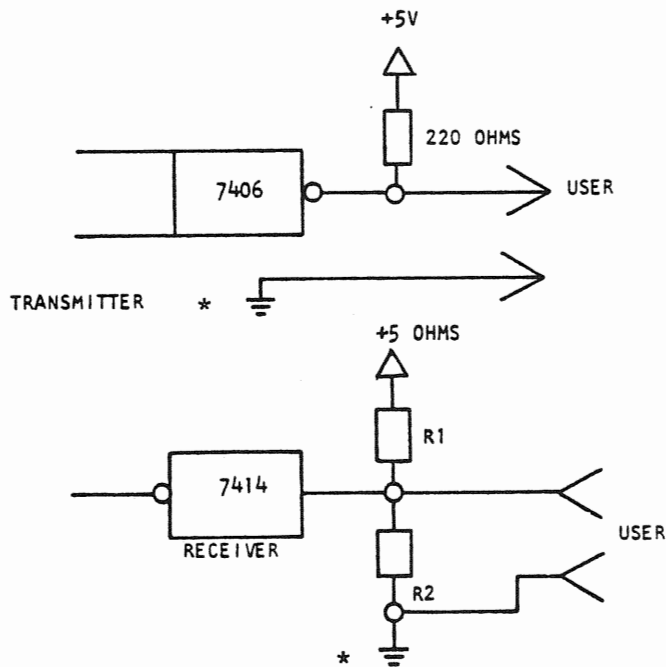 +5V
220 OHMS
7406
USER
TRANSMITTER *
+5 OHMS
R1
7414
RECEIVER
USER
R2
*